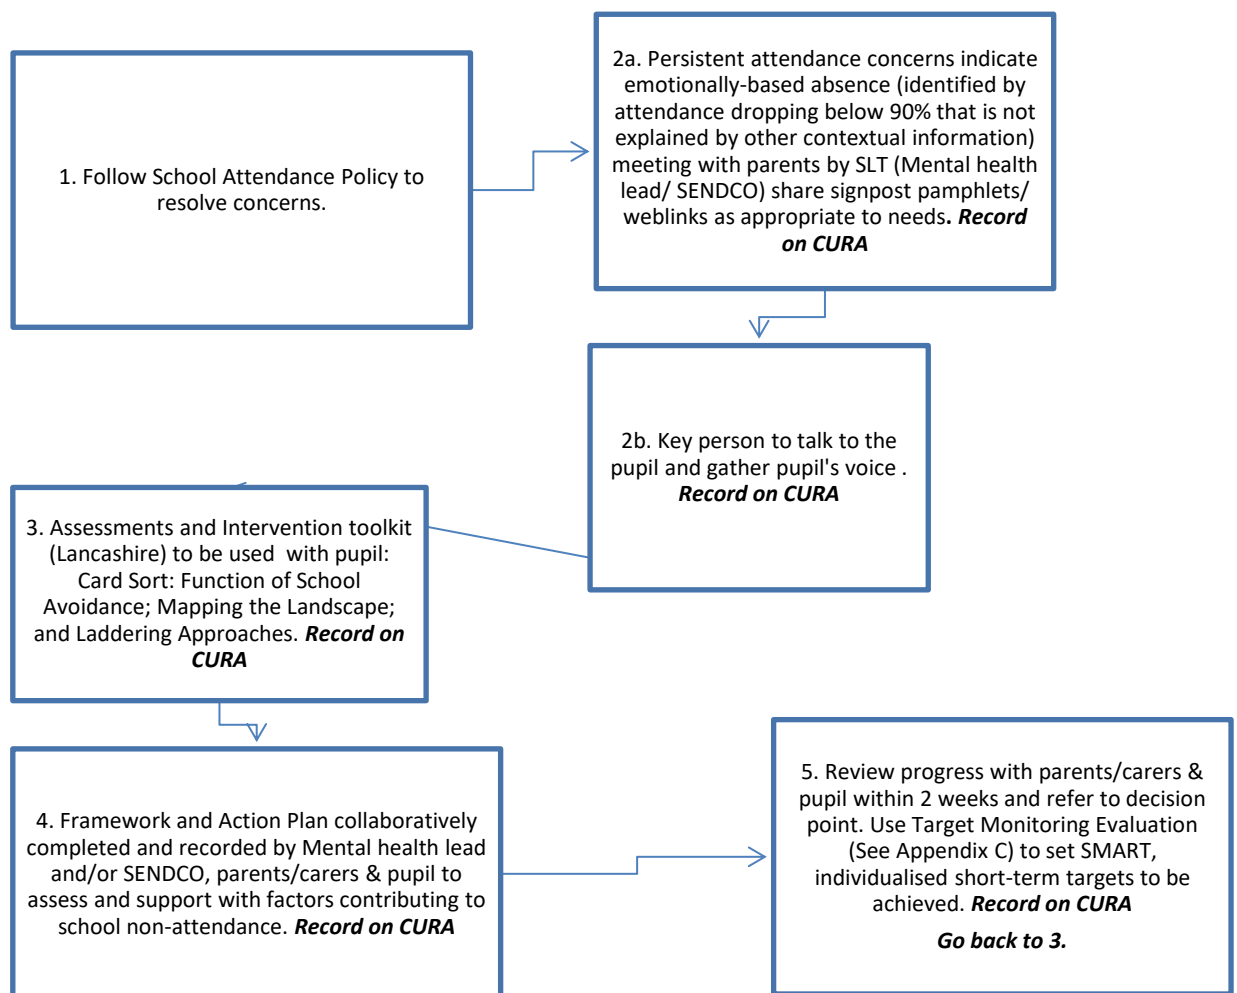 1. Follow School Attendance Policy to
resolve concerns.
2a. Persistent attendance concerns indicate
emotionally-based absence (identified by
attendance dropping below 90% that is not
explained by other contextual information)
meeting with parents by SLT (Mental health
lead/ SENDCO) share signpost pamphlets/
weblinks as appropriate to needs. Record
on CURA
2b. Key person to talk to the
pupil and gather pupil's voice .
Record on CURA
3. Assessments and Intervention toolkit
(Lancashire) to be used  with pupil:
Card Sort: Function of School
Avoidance; Mapping the Landscape;
and Laddering Approaches. Record on
CURA
4. Framework and Action Plan collaboratively
completed and recorded by Mental health lead
and/or SENDCO, parents/carers & pupil to
assess and support with factors contributing to
school non-attendance. Record on CURA
5. Review progress with parents/carers &
pupil within 2 weeks and refer to decision
point. Use Target Monitoring Evaluation
(See Appendix C) to set SMART,
individualised short-term targets to be
achieved. Record on CURA
Go back to 3.